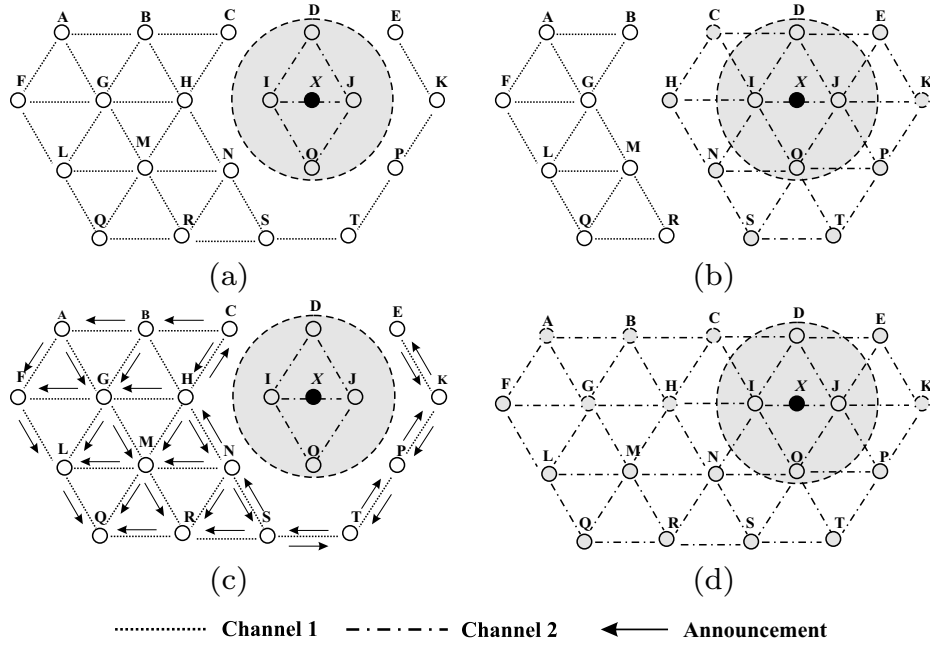 A B C D E
F G H I X J K
L M N O P
Q R S T
(a)
A B C D E
F G H I X J K
L M N O P
Q R S T
(b)
A B C D E
F G H I X J K
L M N O P
Q R S T
(c)
A B C D E
F G H I X J K
L M N O P
Q R S T
(d)
Channel 1 Channel 2 Announcement